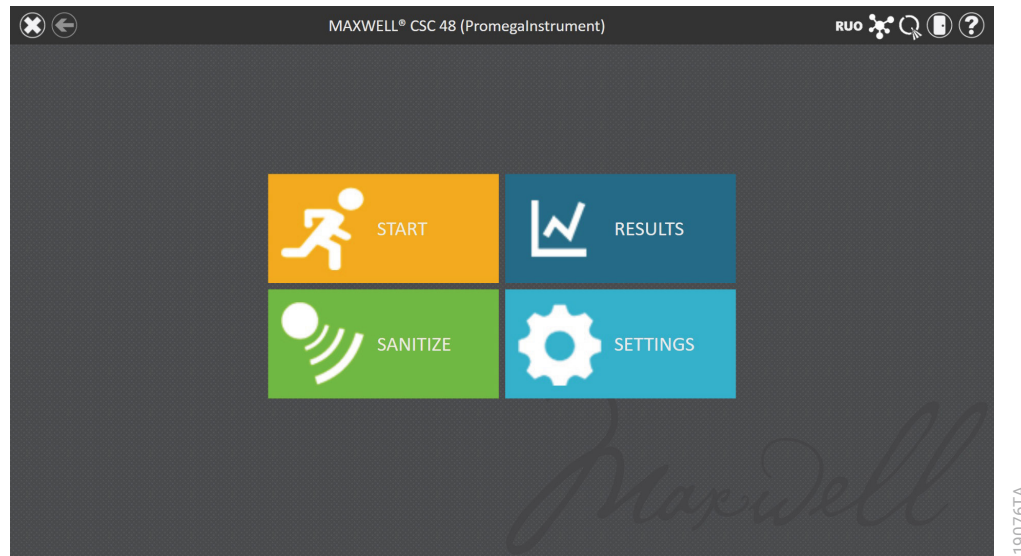 MAXWELL® CSC 48 (PromegaInstrument)
RUO
?
START
RESULTS
SANITIZE
SETTINGS
Maxwell
19076TA